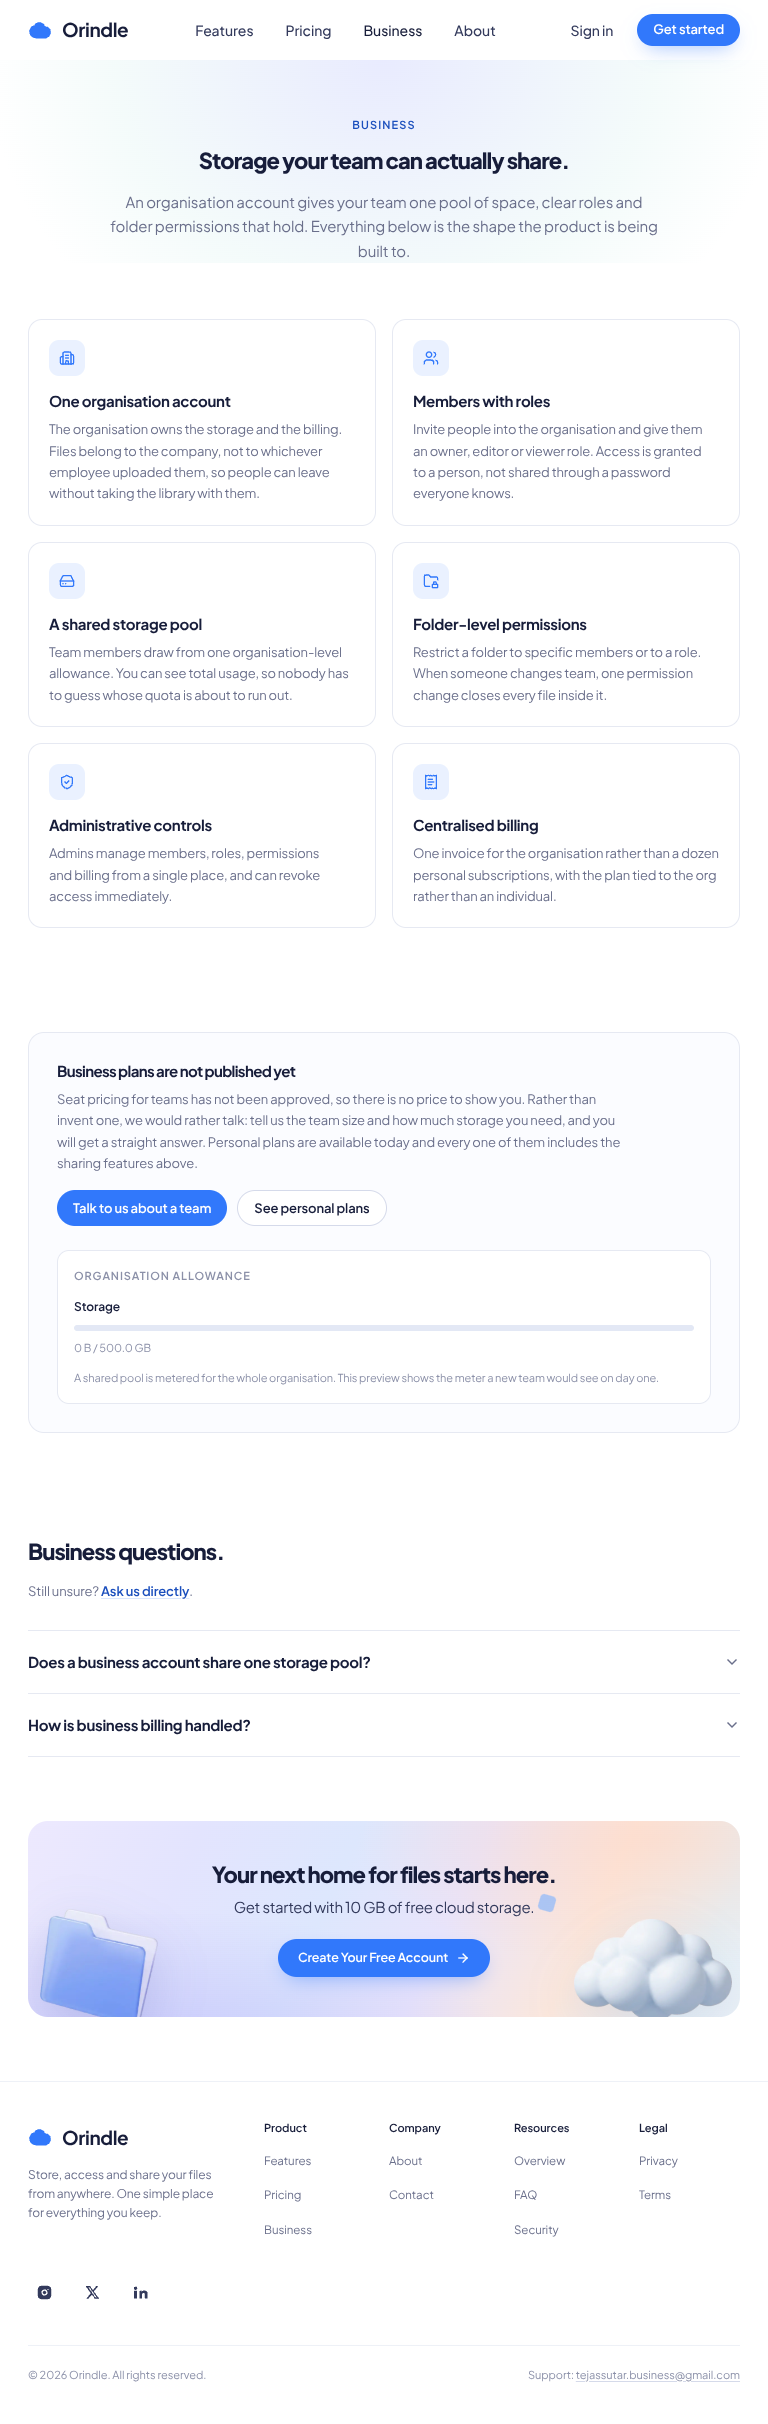 Orindle
Features
Pricing
Business
About
Sign in
Get started
BUSINESS
Storage your team can actually share.
An organisation account gives your team one pool of space, clear roles and
folder permissions that hold. Everything below is the shape the product is being
built to.
One organisation account
The organisation owns the storage and the billing.
Files belong to the company, not to whichever
employee uploaded them, so people can leave
without taking the library with them.
Members with roles
Invite people into the organisation and give them
an owner, editor or viewer role. Access is granted
to a person, not shared through a password
everyone knows.
A shared storage pool
Team members draw from one organisation-level
allowance. You can see total usage, so nobody has
to guess whose quota is about to run out.
Folder-level permissions
Restrict a folder to specific members or to a role.
When someone changes team, one permission
change closes every file inside it.
Administrative controls
Admins manage members, roles, permissions
and billing from a single place, and can revoke
access immediately.
Centralised billing
One invoice for the organisation rather than a dozen
personal subscriptions, with the plan tied to the org
rather than an individual.
Business plans are not published yet
Seat pricing for teams has not been approved, so there is no price to show you. Rather than
invent one, we would rather talk: tell us the team size and how much storage you need, and you
will get a straight answer. Personal plans are available today and every one of them includes the
sharing features above.
Talk to us about a team
See personal plans
ORGANISATION ALLOWANCE
Storage
0 B / 500.0 GB
A shared pool is metered for the whole organisation. This preview shows the meter a new team would see on day one.
Business questions.
Still unsure? Ask us directly.
Does a business account share one storage pool?
How is business billing handled?
Your next home for files starts here.
Get started with 10 GB of free cloud storage.
Create Your Free Account
Orindle
Store, access and share your files
from anywhere. One simple place
for everything you keep.
Product
Features
Pricing
Business
Company
About
Contact
Resources
Overview
FAQ
Security
Legal
Privacy
Terms
© 2026 Orindle. All rights reserved.
Support: tejassutar.business@gmail.com